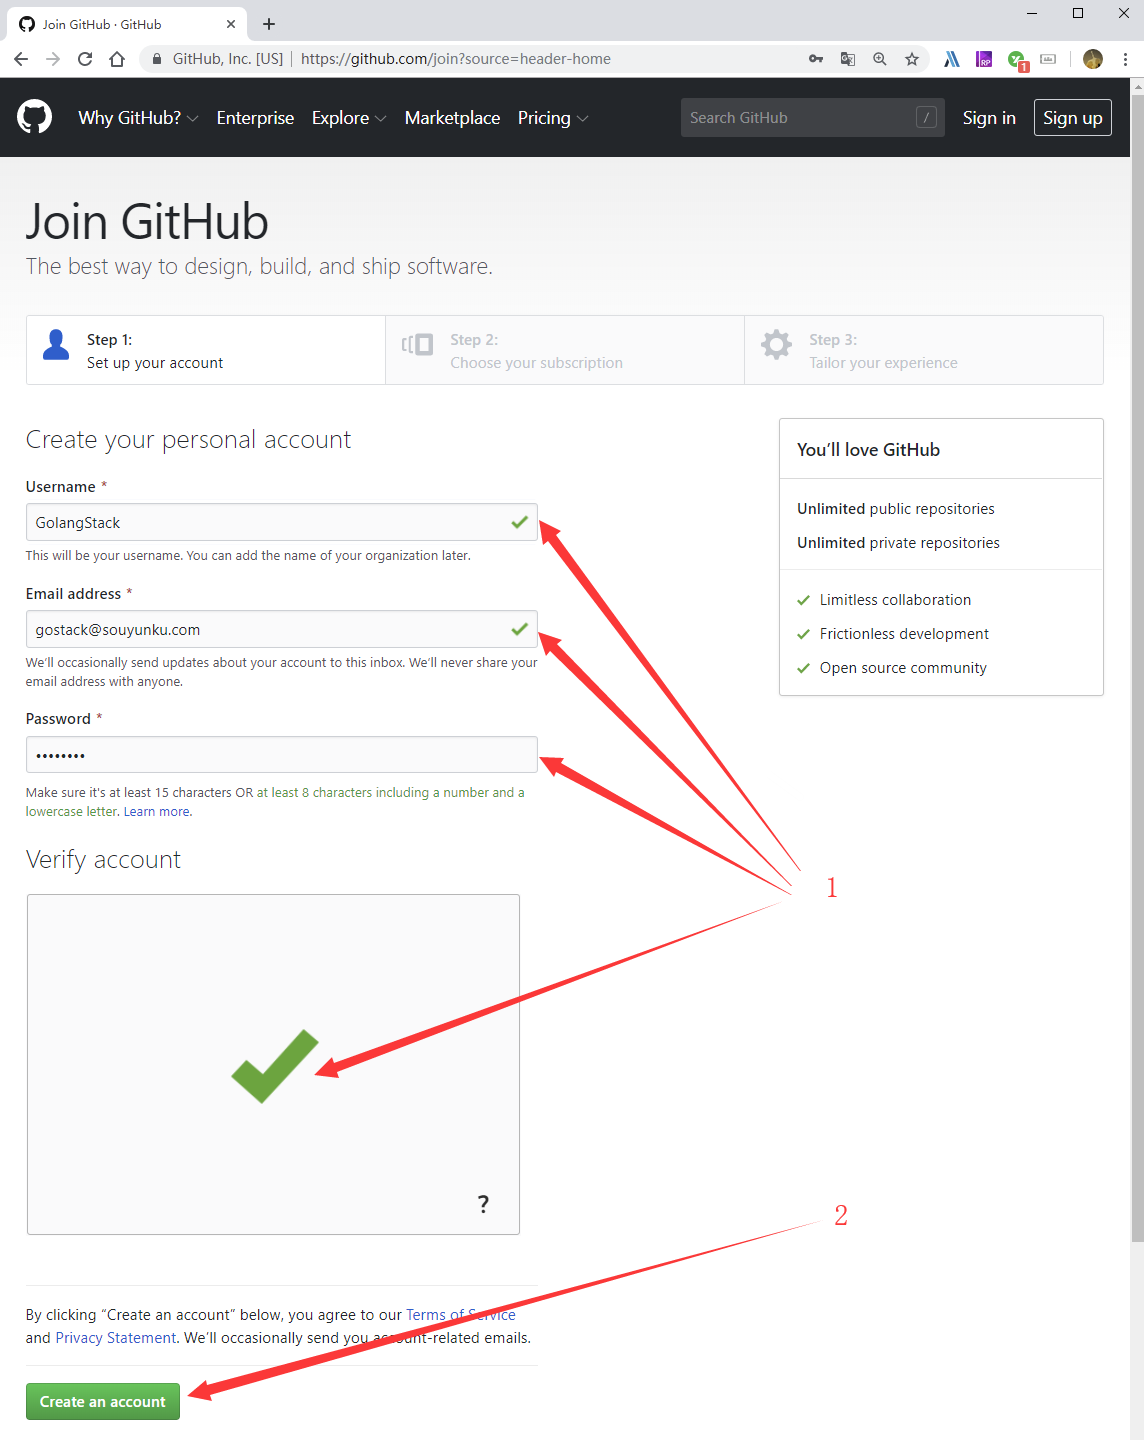 Join GitHub · GitHub
GitHub, Inc. [US] | https://github.com/join?source=header-home
RP
1
Why GitHub? Enterprise Explore Marketplace Pricing
Search GitHub /
Sign in Sign up
Join GitHub
The best way to design, build, and ship software.
Step 1:
Set up your account
Step 2:
Choose your subscription
Step 3:
Tailor your experience
Create your personal account
Username *
GolangStack
This will be your username. You can add the name of your organization later.
Email address *
gostack@souyunku.com
We’ll occasionally send updates about your account to this inbox. We’ll never share your
email address with anyone.
Password *
••••••••
Make sure it's at least 15 characters OR at least 8 characters including a number and a
lowercase letter. Learn more.
You’ll love GitHub
Unlimited public repositories
Unlimited private repositories
Limitless collaboration
Frictionless development
Open source community
Verify account
1
?
2
By clicking “Create an account” below, you agree to our Terms of Service
and Privacy Statement. We’ll occasionally send you account-related emails.
Create an account